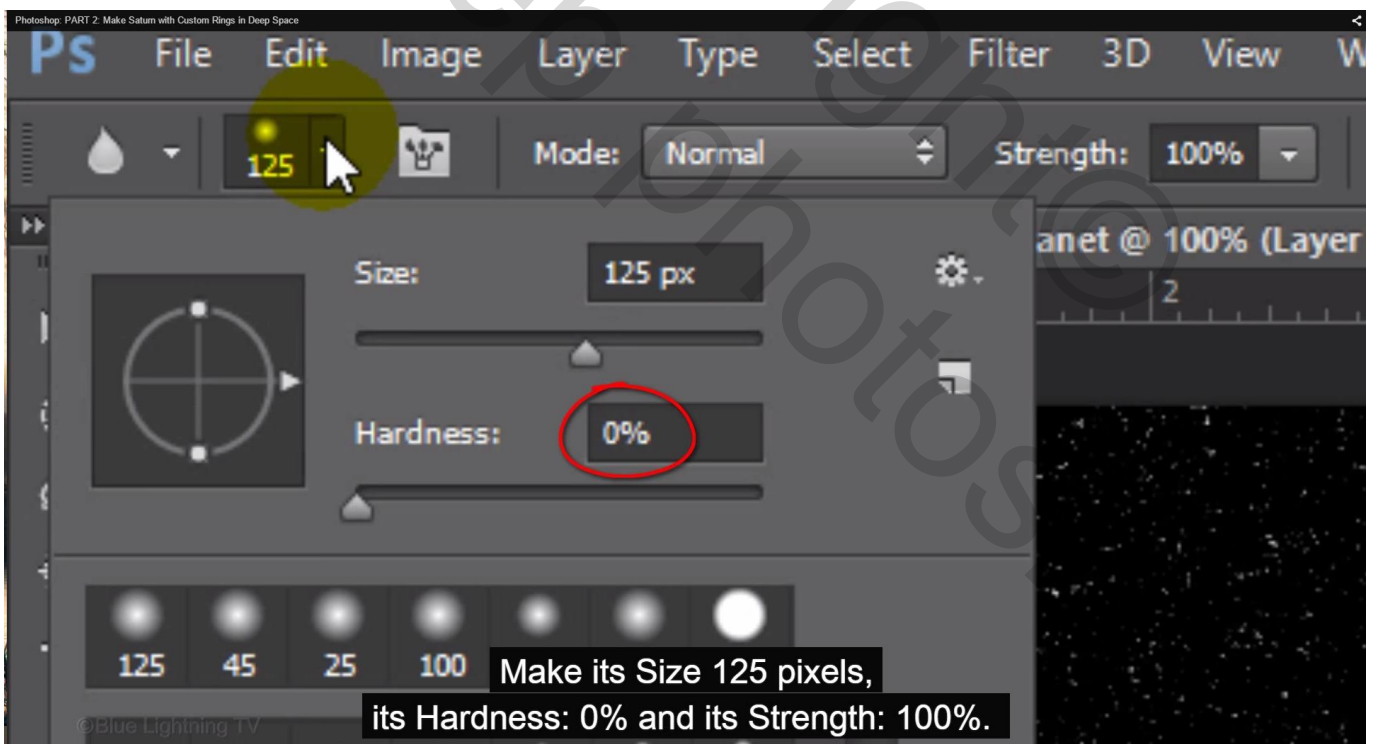 Photoshop: PART 2: Make Saturn with Custom Rings in Deep Space
Ps File Edit Image Layer Type Select Filter 3D View W
125 Mode: Normal Strength: 100%
anet @ 100% (Layer
Size: 125 px
2
Hardness: 0%
125 45 25 100
Make its Size 125 pixels,
its Hardness: 0% and its Strength: 100%.
©Blue Lightning TV